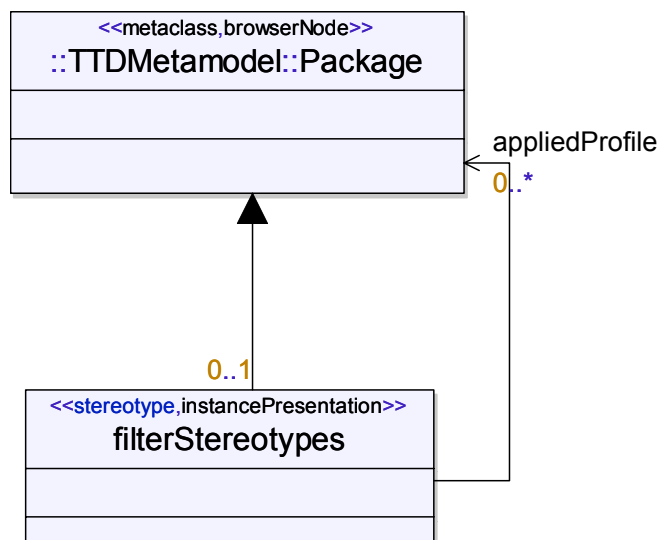 <<metaclass,browserNode>>
::TTDMetamodel::Package
appliedProfile
0..*
0..1
<<stereotype,instancePresentation>>
filterStereotypes